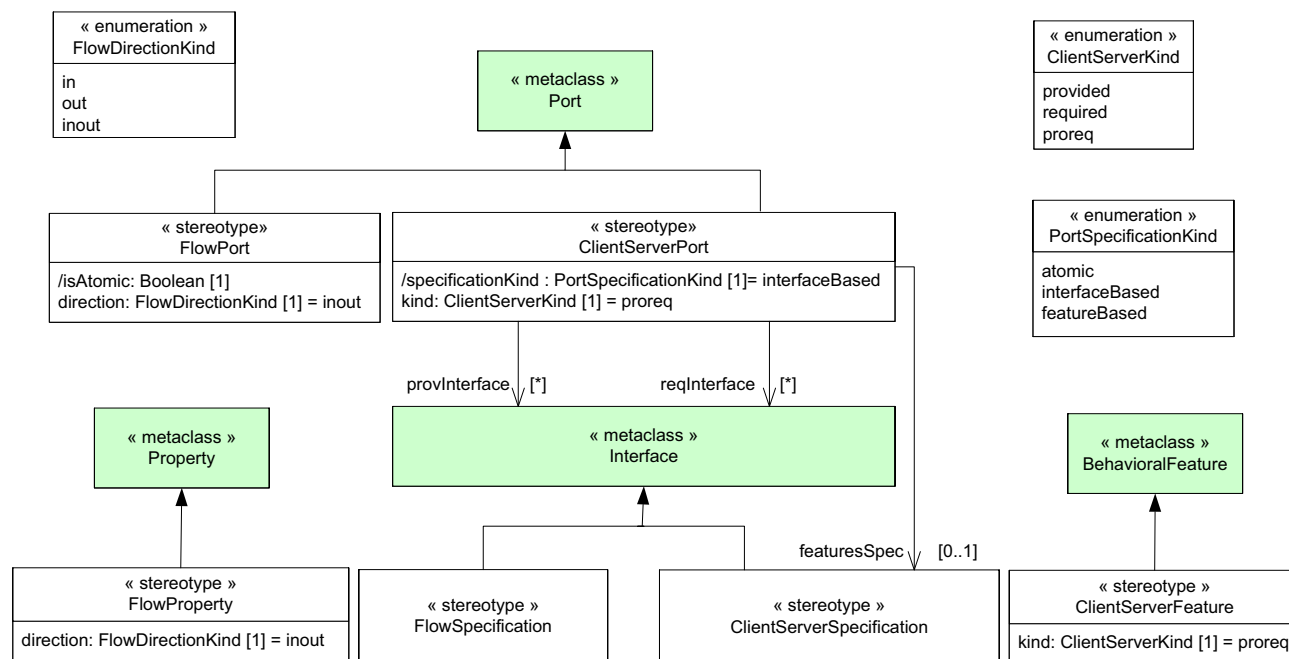 « enumeration »
FlowDirectionKind
in
out
inout
« metaclass »
Port
« enumeration »
ClientServerKind
provided
required
proreq
« stereotype»
FlowPort
/isAtomic: Boolean [1]
direction: FlowDirectionKind [1] = inout
« stereotype»
ClientServerPort
/specificationKind : PortSpecificationKind [1]= interfaceBased
kind: ClientServerKind [1] = proreq
« enumeration »
PortSpecificationKind
atomic
interfaceBased
featureBased
provInterface [*]
reqInterface [*]
« metaclass »
Property
« metaclass »
Interface
« metaclass »
BehavioralFeature
featuresSpec [0..1]
« stereotype »
FlowProperty
direction: FlowDirectionKind [1] = inout
« stereotype »
FlowSpecification
« stereotype »
ClientServerSpecification
« stereotype »
ClientServerFeature
kind: ClientServerKind [1] = proreq